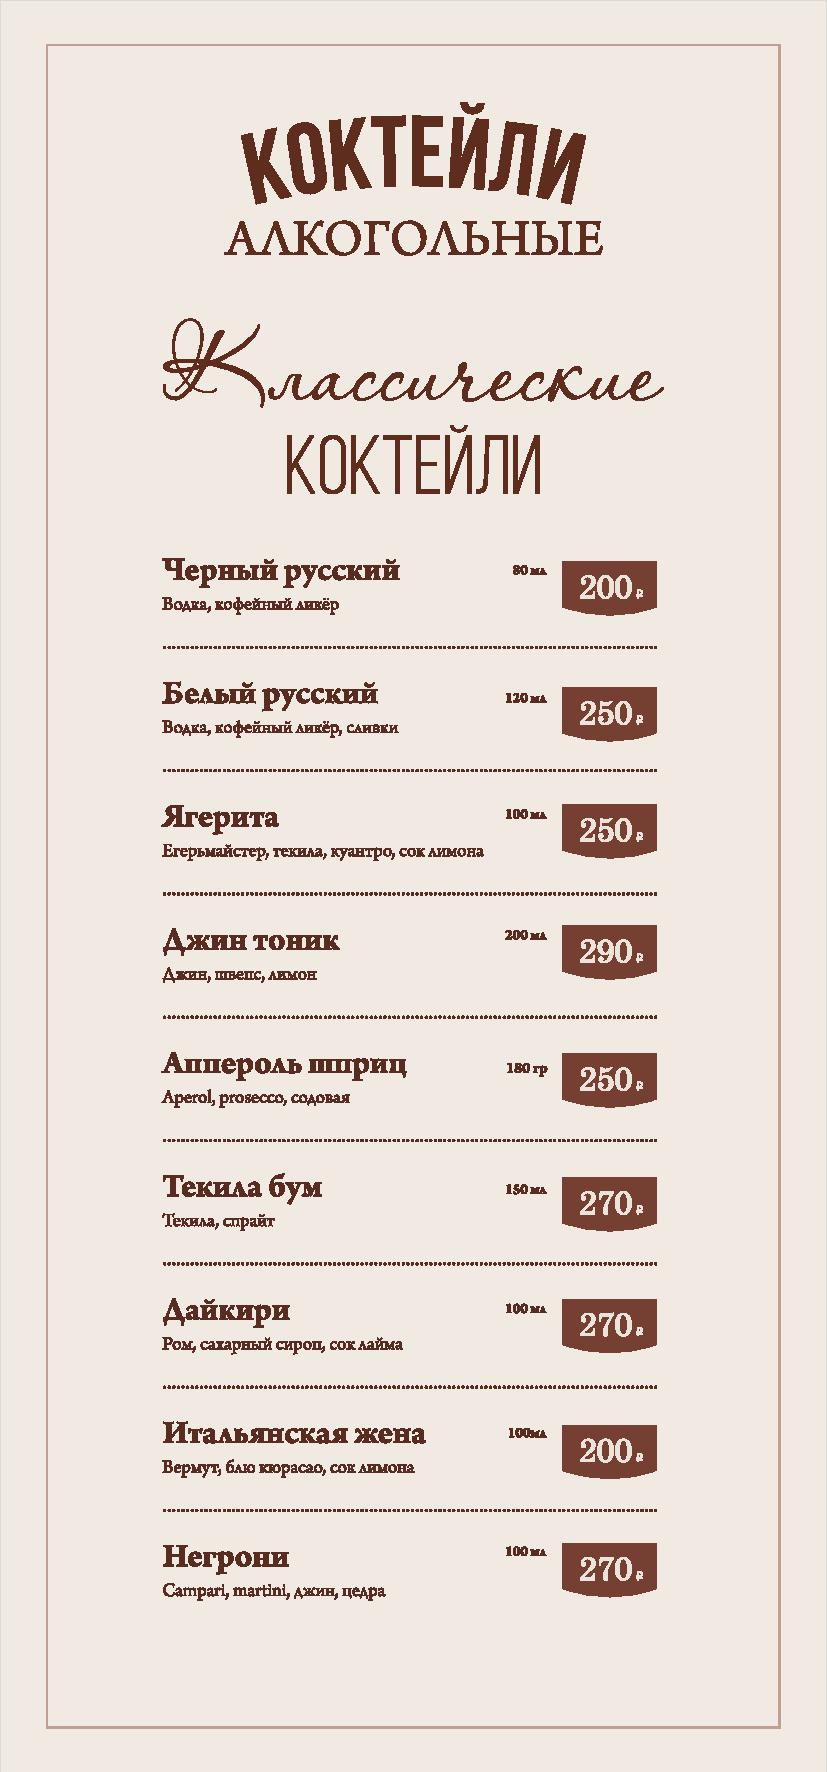 КОКТЕЙЛИ
АЛКОГОЛЬНЫЕ
Классические
КОКТЕЙЛИ
Черный русский 80 мл 200 ₽
Водка, кофейный ликёр
Белый русский 120 мл 250 ₽
Водка, кофейный ликёр, сливки
Ягерита 100 мл 250 ₽
Егерьмайстер, текила, куантро, сок лимона
Джин тоник 200 мл 290 ₽
Джин, швепс, лимон
Аппероль шприц 180 гр 250 ₽
Aperol, prosecco, содовая
Текила бум 150 мл 270 ₽
Текила, спрайт
Дайкири 100 мл 270 ₽
Ром, сахарный сироп, сок лайма
Итальянская жена 100мл 200 ₽
Вермут, блю кюрасао, сок лимона
Негрони 100 мл 270 ₽
Campari, martini, джин, цедра